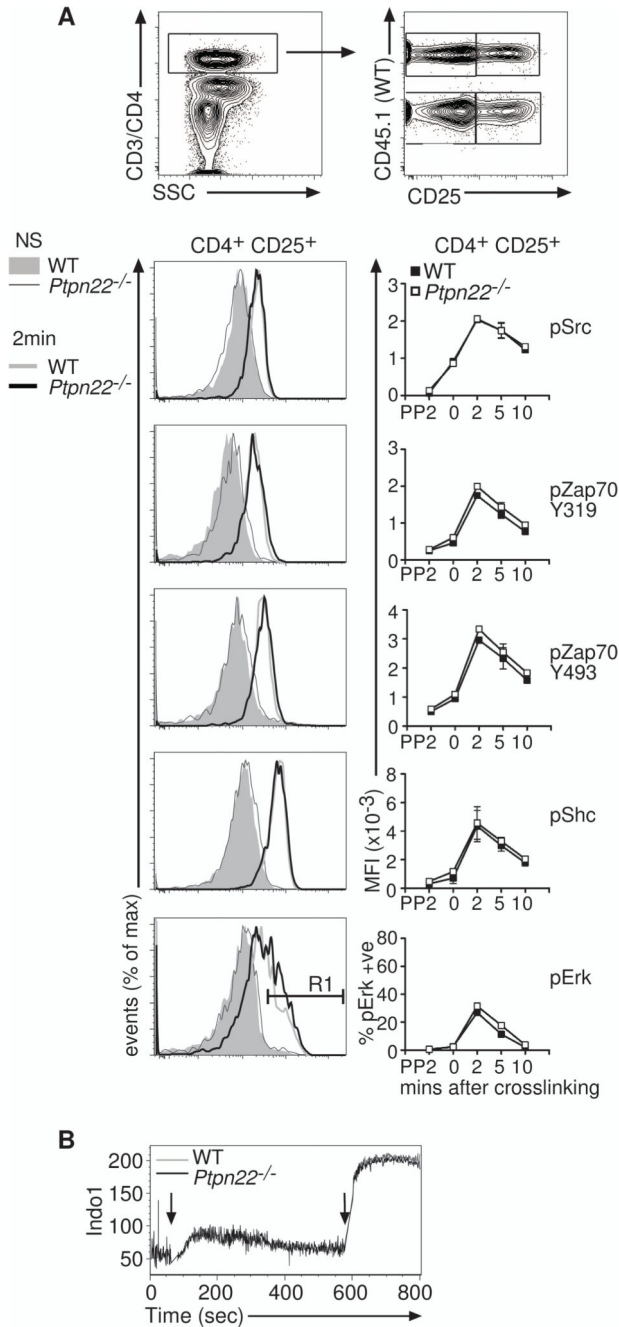 A
CD3/CD4
SSC
CD45.1 (WT)
CD25
NS
WT
Ptpn22-/-
2min
WT
Ptpn22-/-
CD4+ CD25+
events (% of max)
R1
CD4+ CD25+
WT
Ptpn22-/-
3
2
1
0
PP2 0 2 5 10
pSrc
3
2
1
0
PP2 0 2 5 10
pZap70
Y319
4
3
2
1
0
PP2 0 2 5 10
pZap70
Y493
MFI (x10-3)
8
6
4
2
0
PP2 0 2 5 10
pShc
% pErk +ve
80
60
40
20
0
PP2 0 2 5 10
pErk
mins after crosslinking
B
WT
Ptpn22-/-
Indo1
200
150
100
50
0 200 400 600 800
Time (sec)